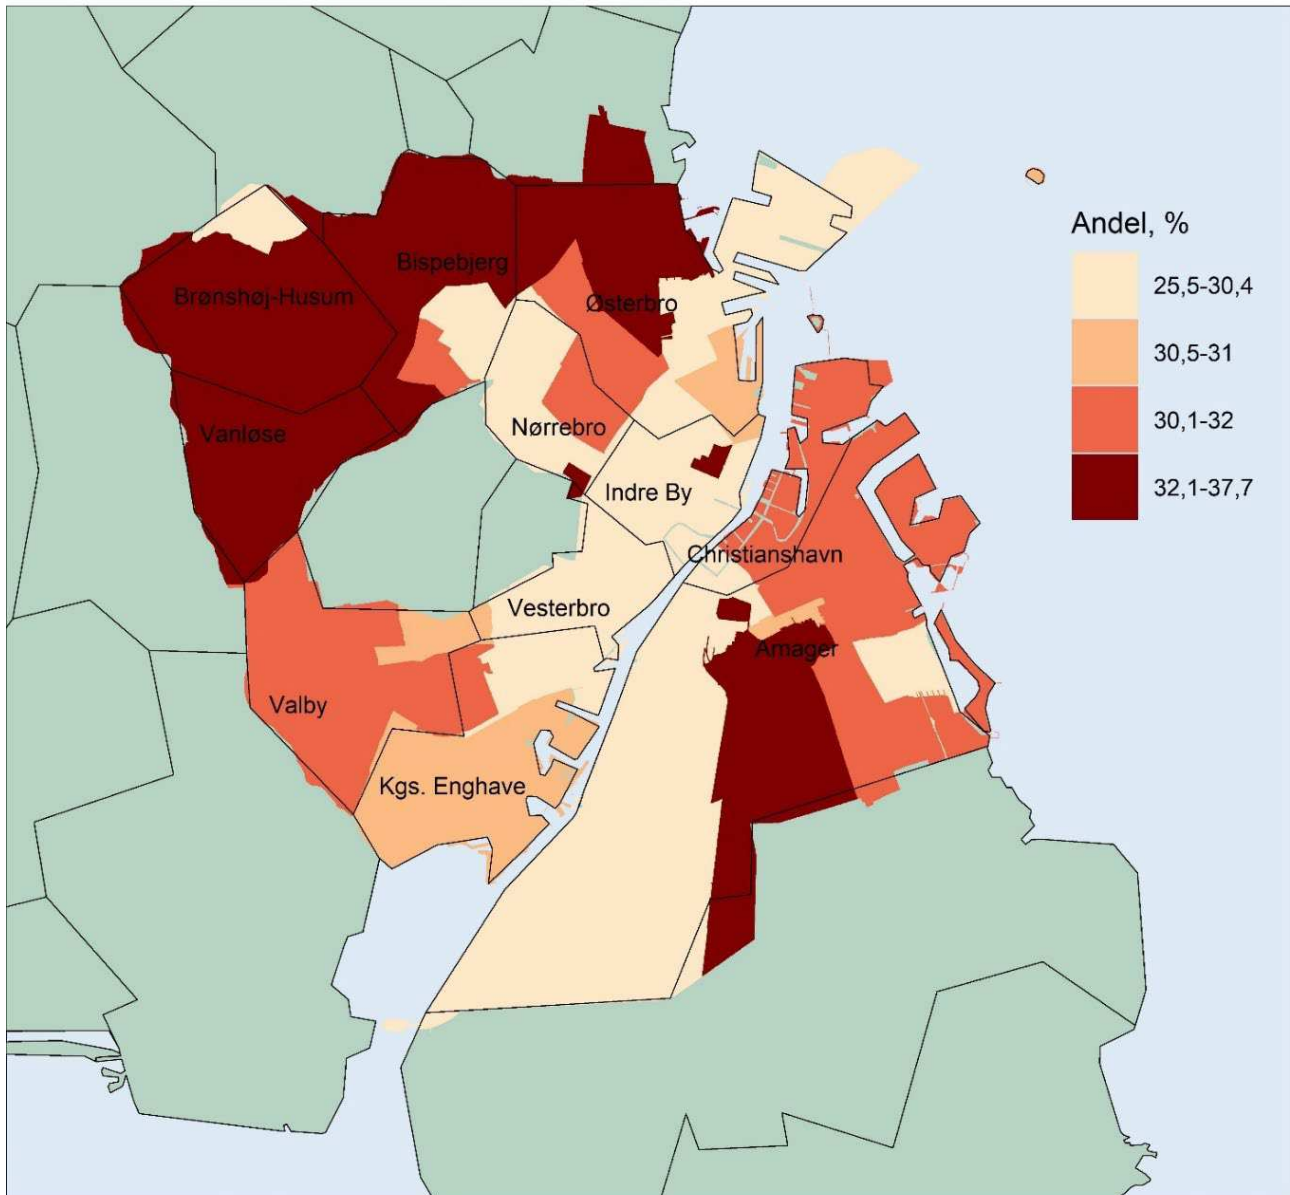 Andel, %
25,5-30,4
30,5-31
30,1-32
32,1-37,7
Bispebjerg
Brønshøj-Husum
Østerbro
Vanløse
Nørrebro
Indre By
Christianshavn
Vesterbro
Amager
Valby
Kgs. Enghave